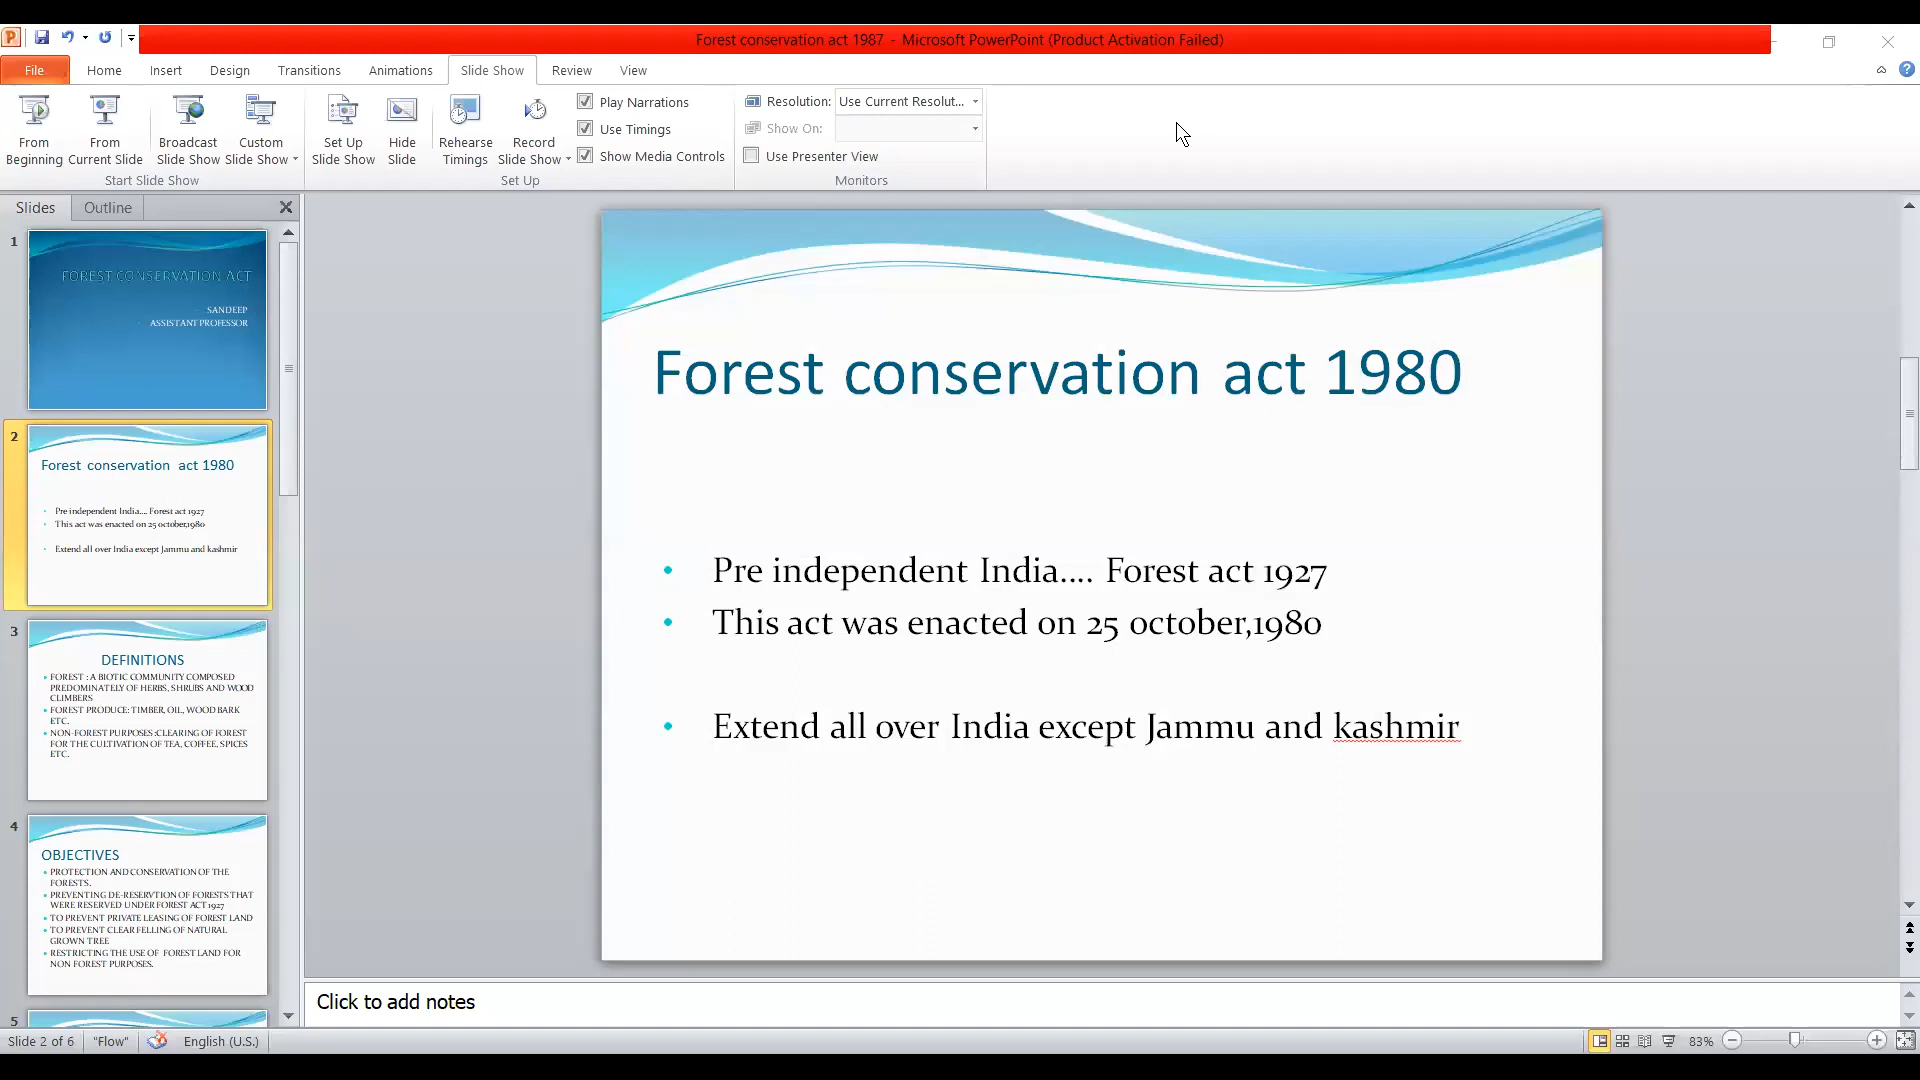 Forest conservation act 1987 - Microsoft PowerPoint (Product Activation Failed)
File Home Insert Design Transitions Animations Slide Show Review View
From Beginning
From Current Slide
Broadcast Slide Show
Custom Slide Show
Start Slide Show
Set Up Slide Show
Hide Slide
Rehearse Timings
Record Slide Show
Play Narrations
Use Timings
Show Media Controls
Set Up
Resolution: Use Current Resolut...
Show On:
Use Presenter View
Monitors
Slides Outline
1
FOREST CONSERVATION ACT
SANDEEP
ASSISTANT PROFESSOR
2
Forest conservation act 1980
Pre independent India.... Forest act 1927
This act was enacted on 25 october,1980
Extend all over India except Jammu and kashmir
3
DEFINITIONS
FOREST : A BIOTIC COMMUNITY COMPOSED
PREDOMINATELY OF HERBS, SHRUBS AND WOOD
CLIMBERS
FOREST PRODUCE: TIMBER, OIL, WOOD BARK
ETC.
NON-FOREST PURPOSES :CLEARING OF FOREST
FOR THE CULTIVATION OF TEA, COFFEE, SPICES
ETC.
4
OBJECTIVES
PROTECTION AND CONSERVATION OF THE
FORESTS.
PREVENTING DE-RESERVTION OF FORESTS THAT
WERE RESERVED UNDER FOREST ACT 1927
TO PREVENT PRIVATE LEASING OF FOREST LAND
TO PREVENT CLEAR FELLING OF NATURAL
GROWN TREE
RESTRICTING THE USE OF FOREST LAND FOR
NON FOREST PURPOSES.
5
Forest conservation act 1980
• Pre independent India.... Forest act 1927
• This act was enacted on 25 october,1980
• Extend all over India except Jammu and kashmir
Click to add notes
Slide 2 of 6 "Flow" English (U.S.) 83%